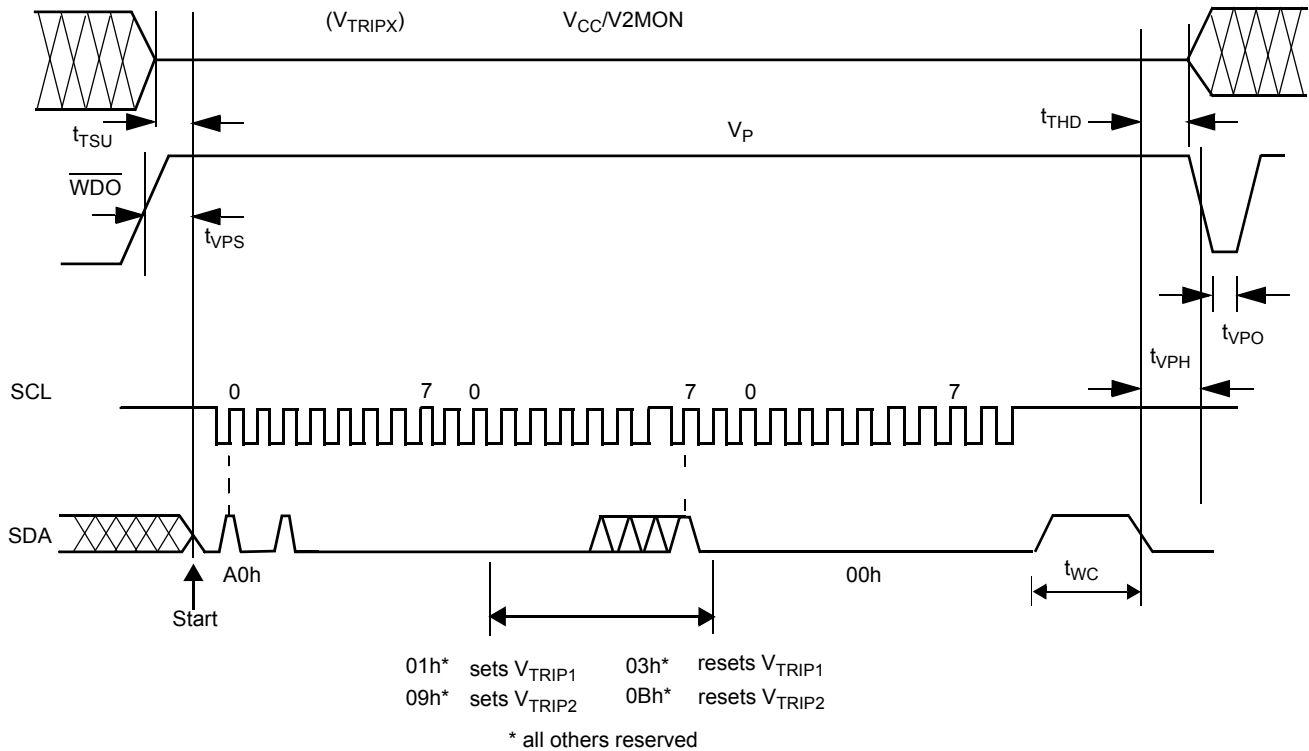 (VTRIPX) VCC/V2MON
tTSU tTHD
VP
WDO
tVPS
tVPO
tVPH
SCL 0 7 0 7 0 7
SDA
A0h 00h tWC
Start
01h* sets VTRIP1 03h* resets VTRIP1
09h* sets VTRIP2 0Bh* resets VTRIP2
* all others reserved